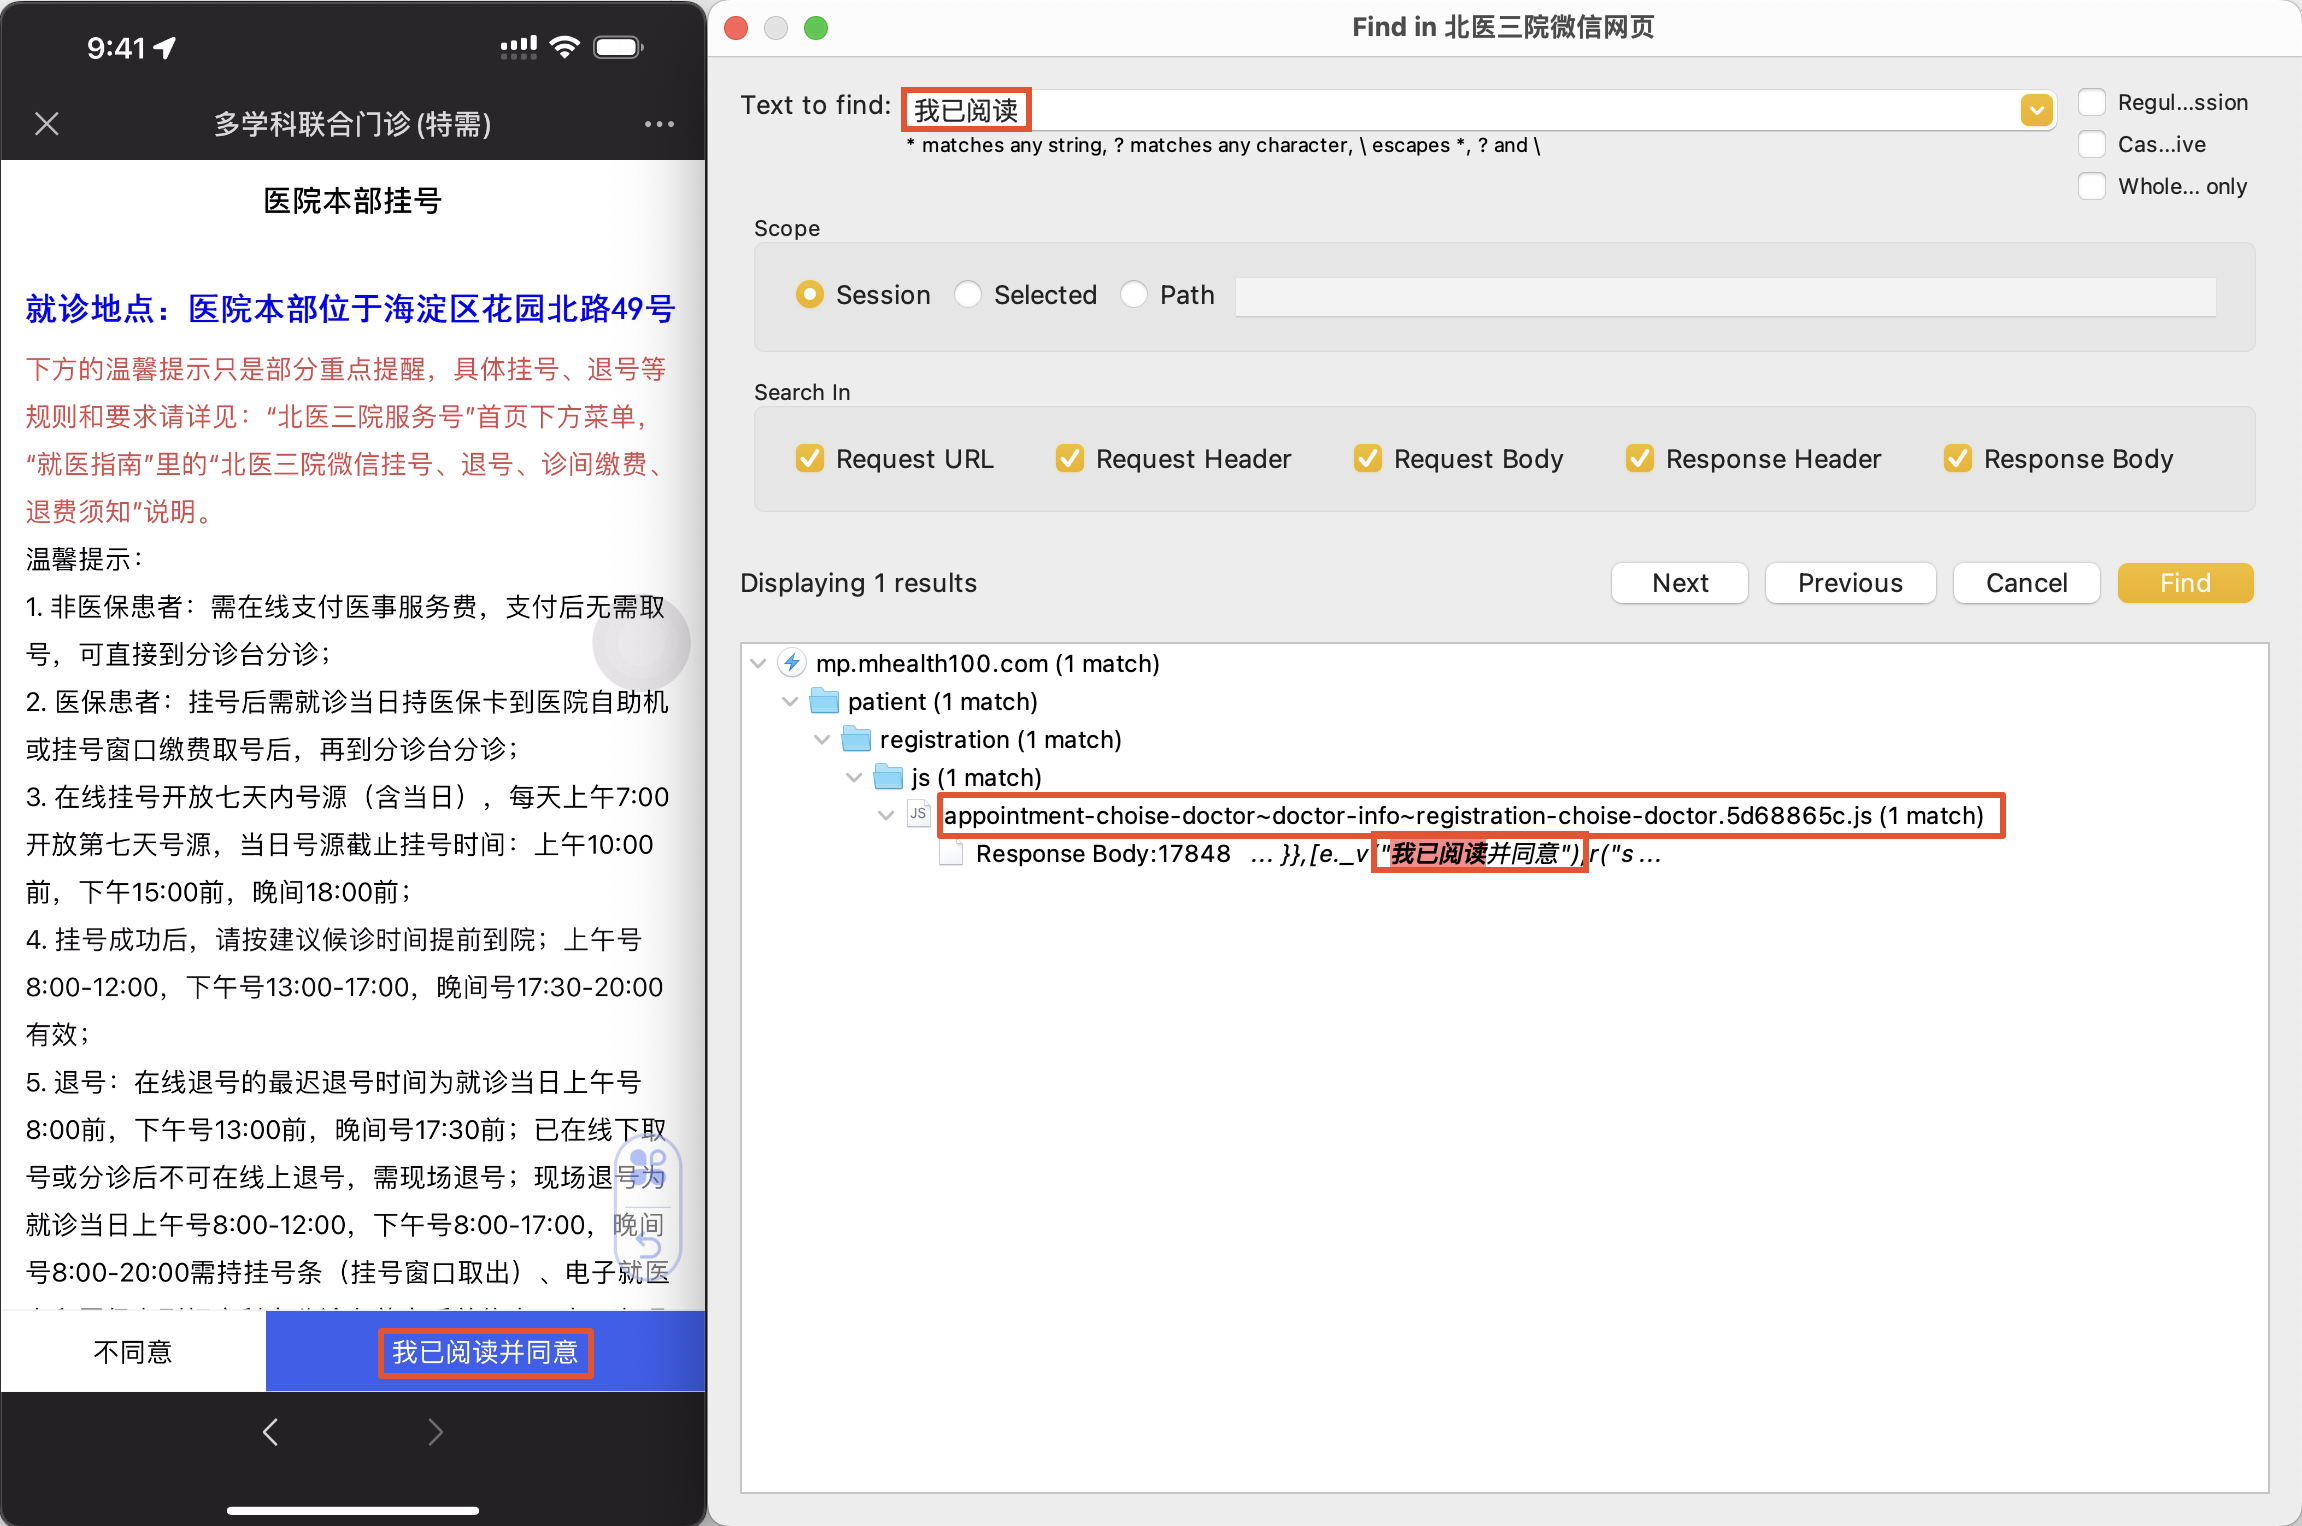 9:41
多学科联合门诊(特需)
医院本部挂号
就诊地点：医院本部位于海淀区花园北路49号
下方的温馨提示只是部分重点提醒，具体挂号、退号等
规则和要求请详见：“北医三院服务号”首页下方菜单，
“就医指南”里的“北医三院微信挂号、退号、诊间缴费、
退费须知”说明。
温馨提示：
1. 非医保患者：需在线支付医事服务费，支付后无需取
号，可直接到分诊台分诊；
2. 医保患者：挂号后需就诊当日持医保卡到医院自助机
或挂号窗口缴费取号后，再到分诊台分诊；
3. 在线挂号开放七天内号源（含当日），每天上午7:00
开放第七天号源，当日号源截止挂号时间：上午10:00
前，下午15:00前，晚间18:00前；
4. 挂号成功后，请按建议候诊时间提前到院；上午号
8:00-12:00，下午号13:00-17:00，晚间号17:30-20:00
有效；
5. 退号：在线退号的最迟退号时间为就诊当日上午号
8:00前，下午号13:00前，晚间号17:30前；已在线下取
号或分诊后不可在线上退号，需现场退号；现场退号为
就诊当日上午号8:00-12:00，下午号8:00-17:00，晚间
号8:00-20:00需持挂号条（挂号窗口取出）、电子就医
不同意
我已阅读并同意
Find in 北医三院微信网页
Text to find: 我已阅读
* matches any string, ? matches any character, \ escapes *, ? and \
Regul...ssion
Cas...ive
Whole... only
Scope
Session Selected Path
Search In
Request URL Request Header Request Body Response Header Response Body
Displaying 1 results
Next Previous Cancel Find
mp.mhealth100.com (1 match)
patient (1 match)
registration (1 match)
js (1 match)
JS appointment-choise-doctor~doctor-info~registration-choise-doctor.5d68865c.js (1 match)
Response Body:17848 ... }},[e._v("我已阅读并同意"),r("s ...